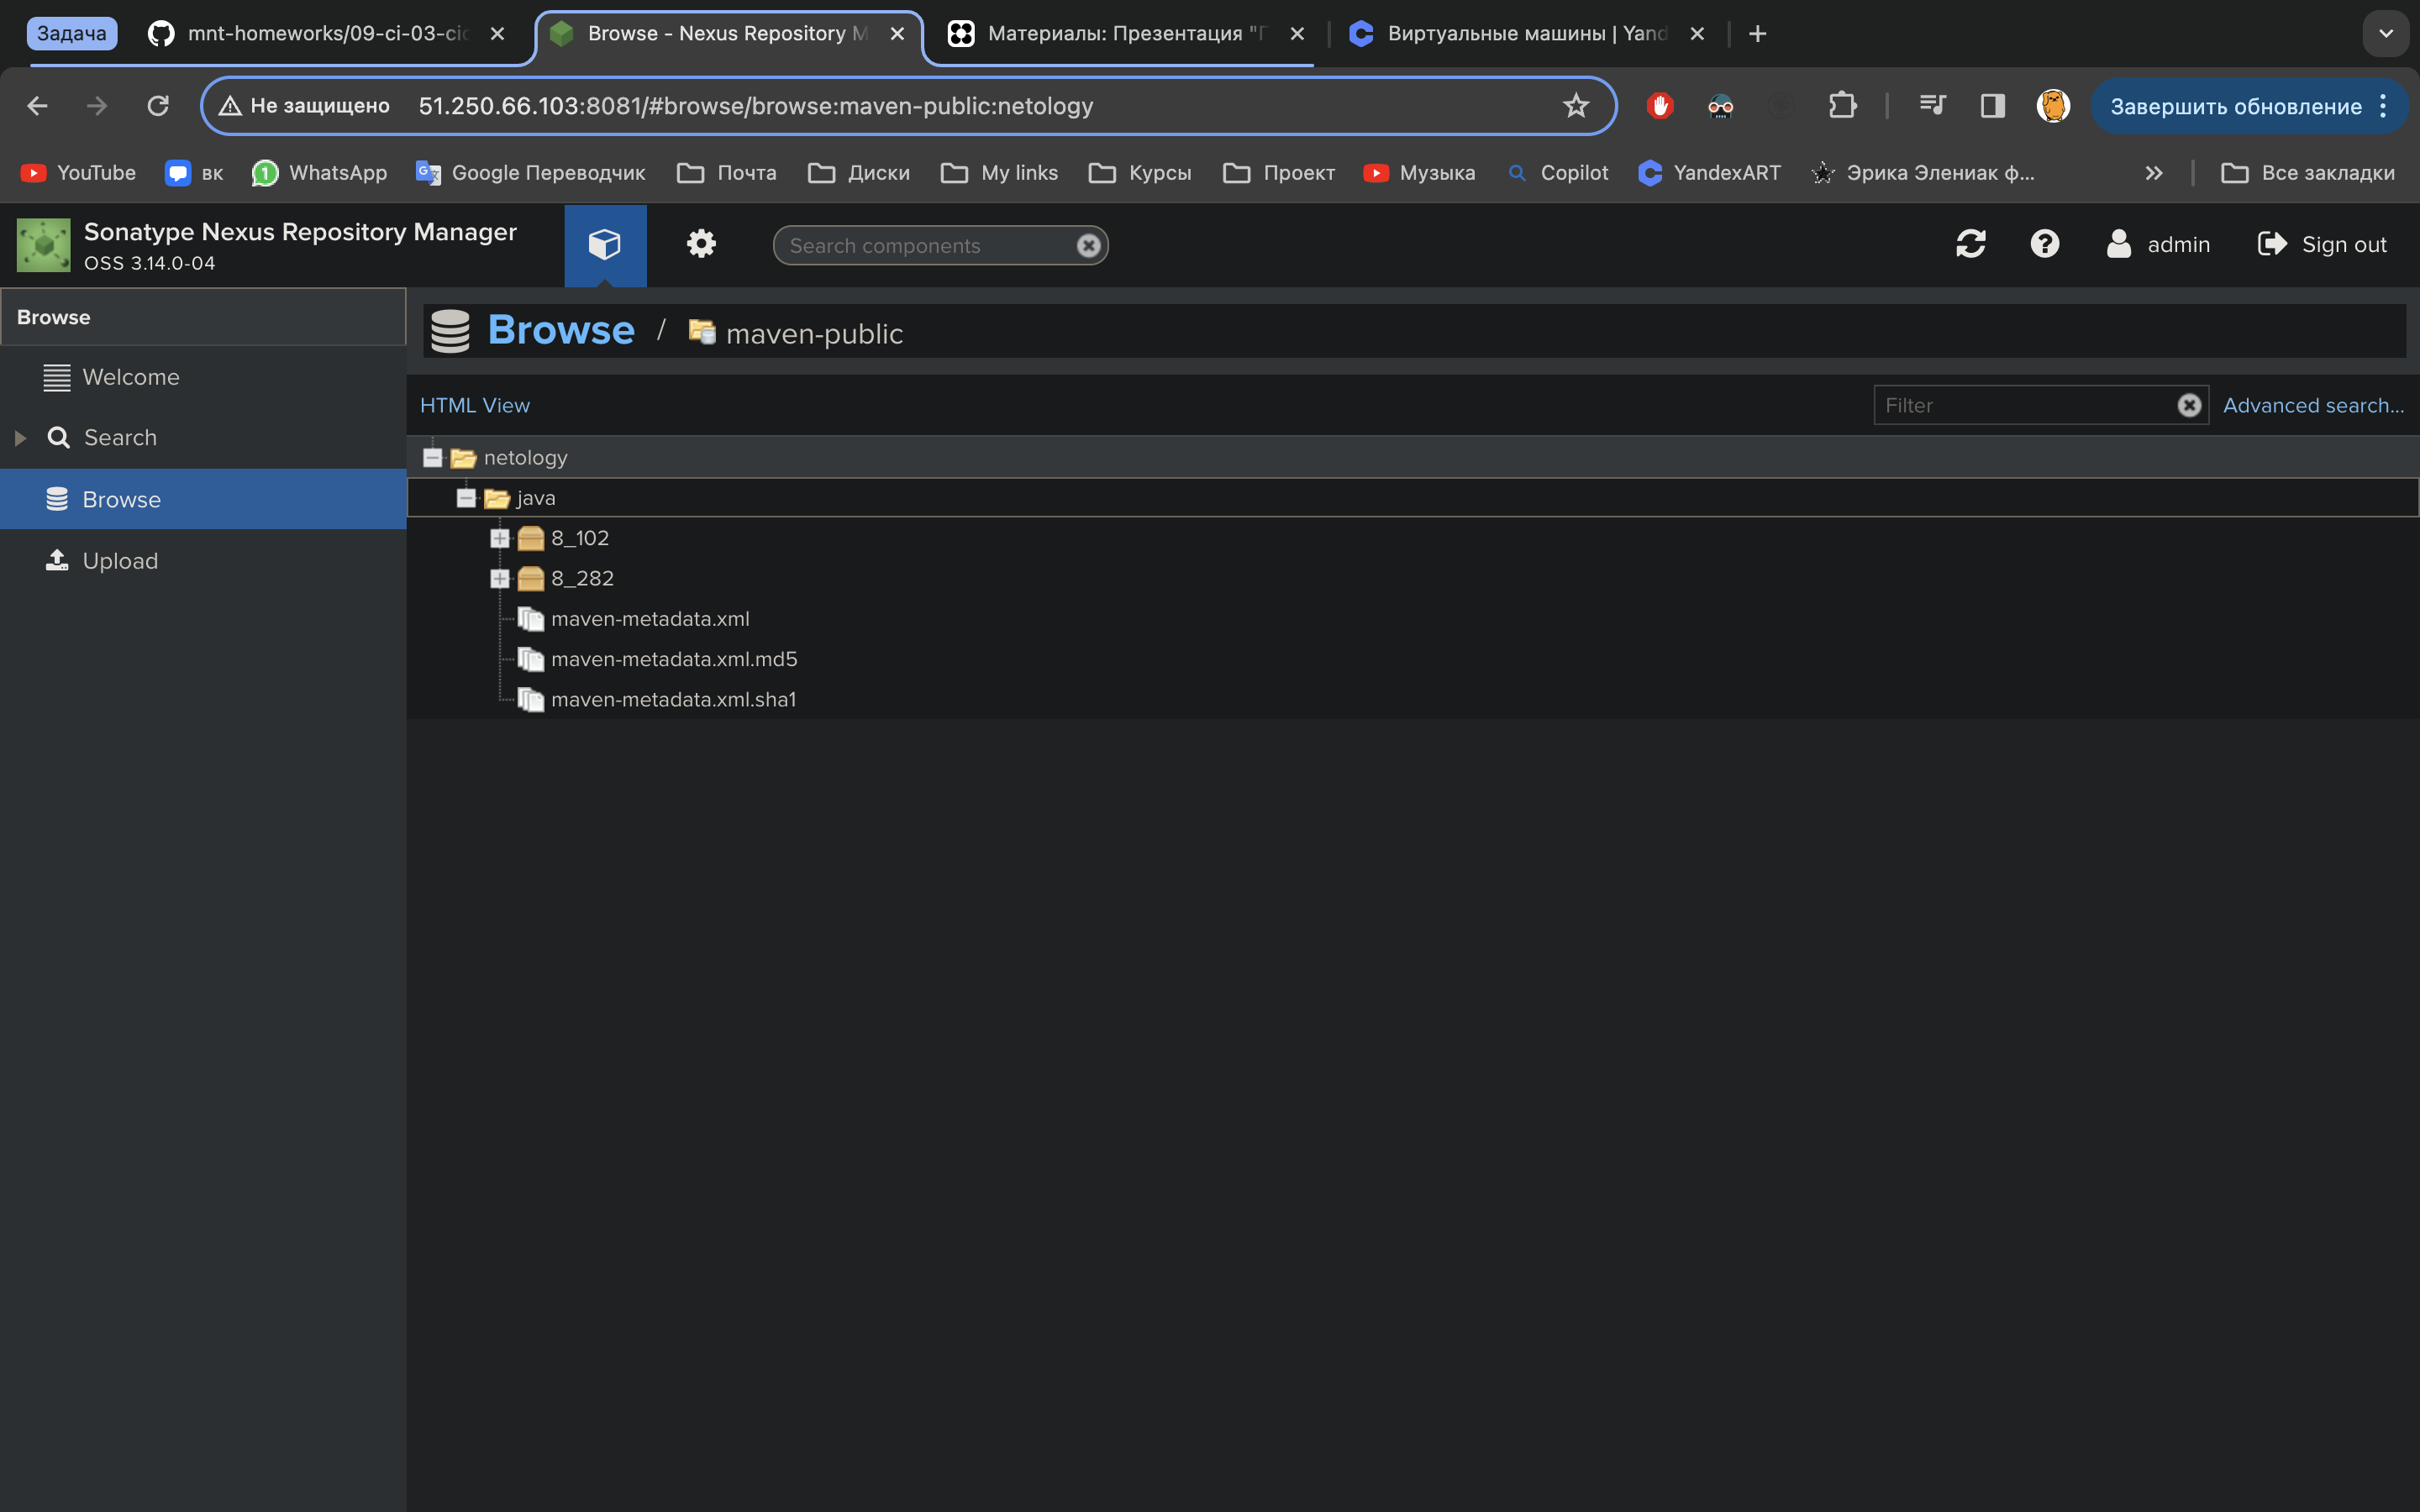 Задача mnt-homeworks/09-ci-03-cic Browse - Nexus Repository M Материалы: Презентация "Г Виртуальные машины | Yand
Не защищено 51.250.66.103:8081/#browse/browse:maven-public:netology Завершить обновление
YouTube вк 1 WhatsApp Google Переводчик Почта Диски My links Курсы Проект Музыка Copilot YandexART Эрика Элениак ф... Все закладки
Sonatype Nexus Repository Manager
OSS 3.14.0-04
Search components
admin Sign out
Browse
Browse / maven-public
Welcome
HTML View Filter Advanced search...
Search
Browse
Upload
netology
java
8_102
8_282
maven-metadata.xml
maven-metadata.xml.md5
maven-metadata.xml.sha1